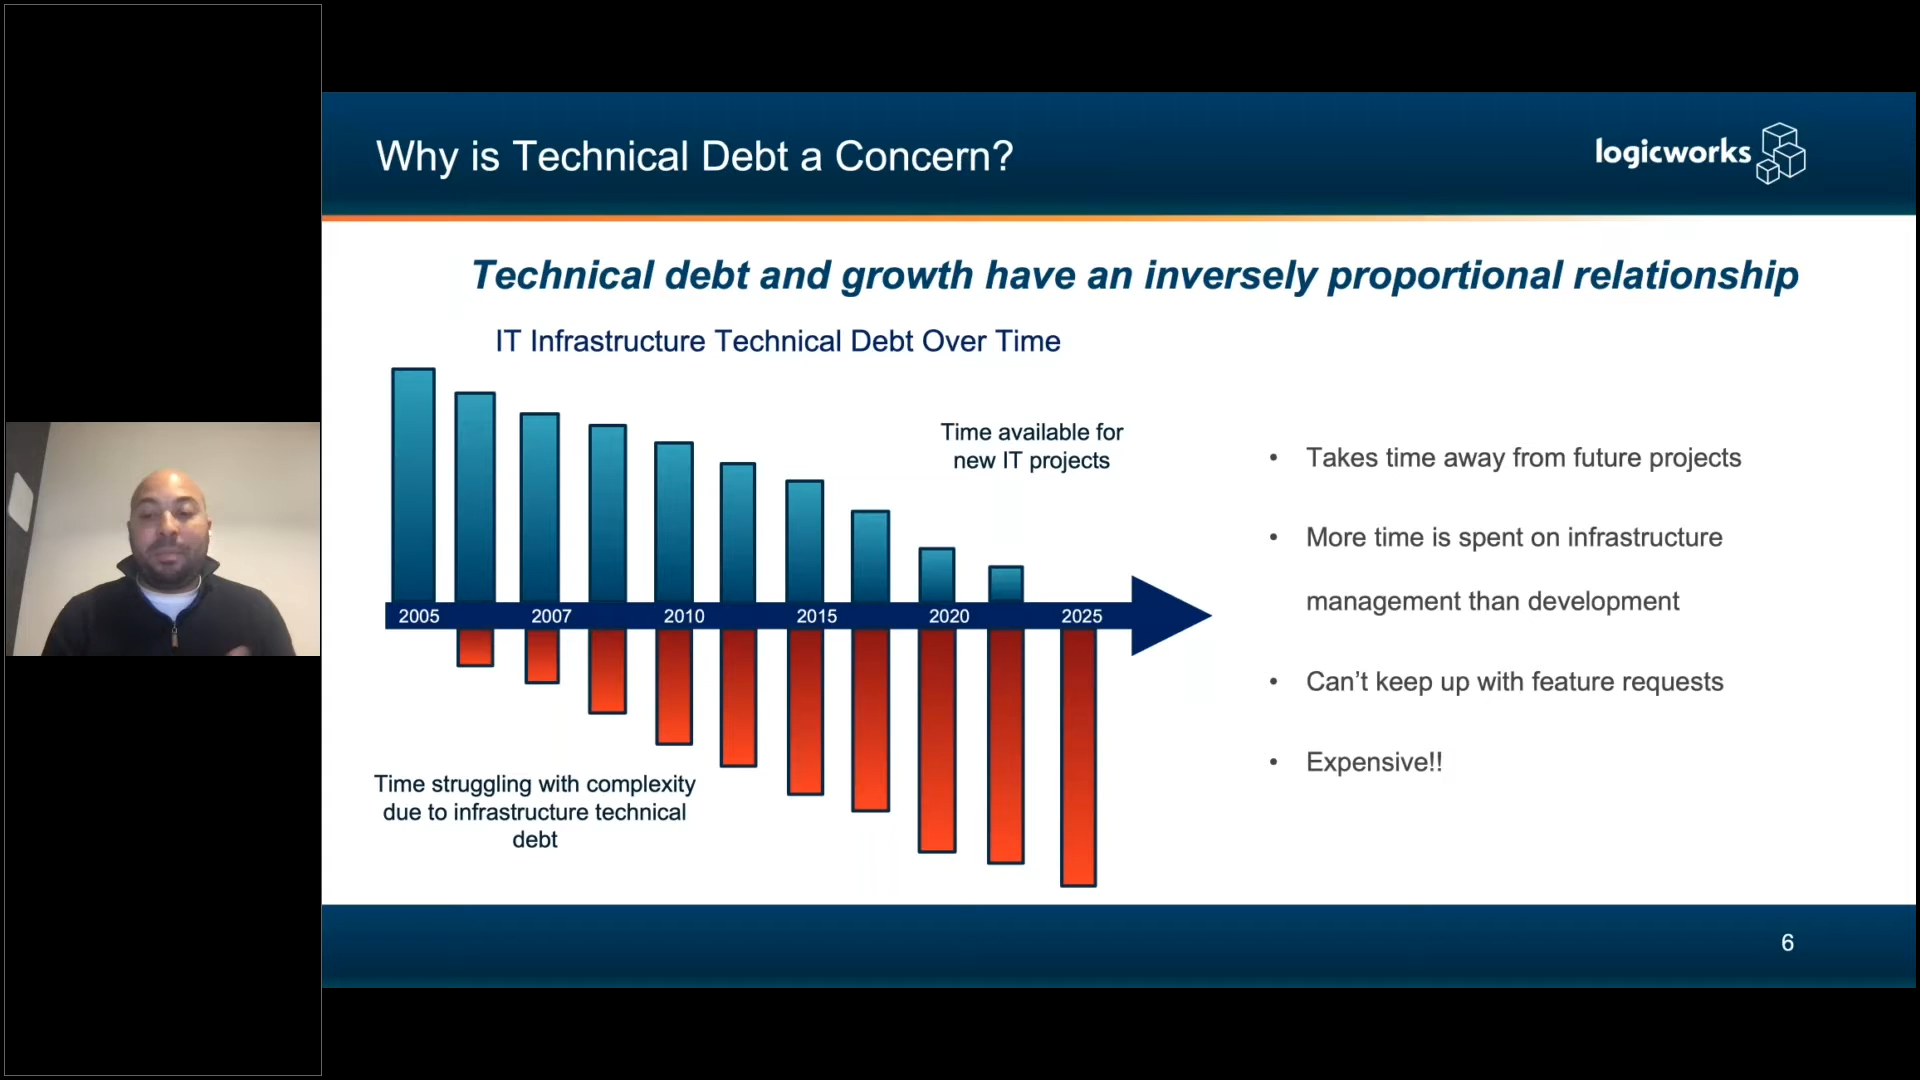 Why is Technical Debt a Concern?
logicworks
Technical debt and growth have an inversely proportional relationship
IT Infrastructure Technical Debt Over Time
Time available for
new IT projects
2005 2007 2010 2015 2020 2025
Time struggling with complexity
due to infrastructure technical
debt
• Takes time away from future projects
• More time is spent on infrastructure
management than development
• Can’t keep up with feature requests
• Expensive!!
6